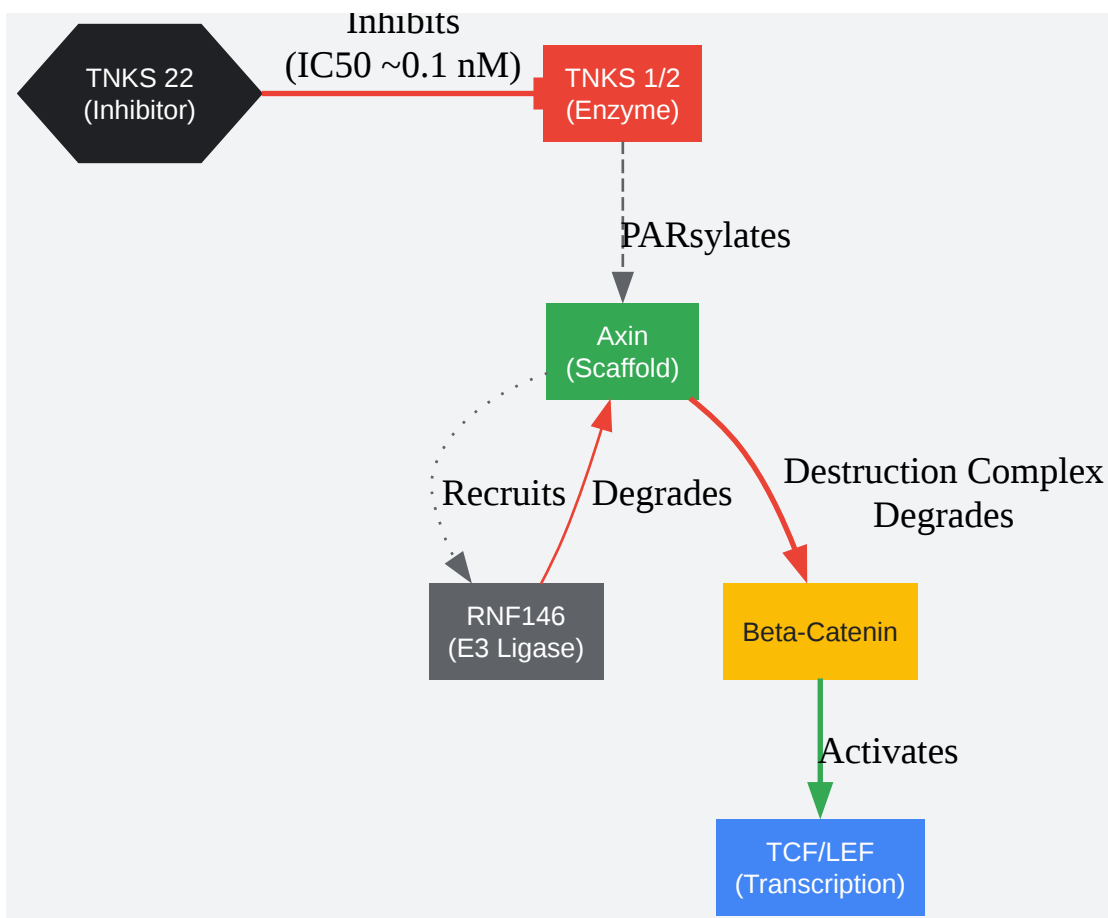 Inhibits
(IC50 ~0.1 nM)
TNKS 22
(Inhibitor)
TNKS 1/2
(Enzyme)
PARsylates
Axin
(Scaffold)
Recruits
Degrades
Destruction Complex
Degrades
RNF146
(E3 Ligase)
Beta-Catenin
Activates
TCF/LEF
(Transcription)